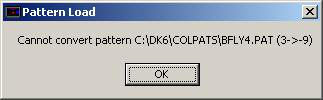 Pattern Load
Cannot convert pattern C:\DK6\COLPATS\BFLY4.PAT (3->-9)
OK